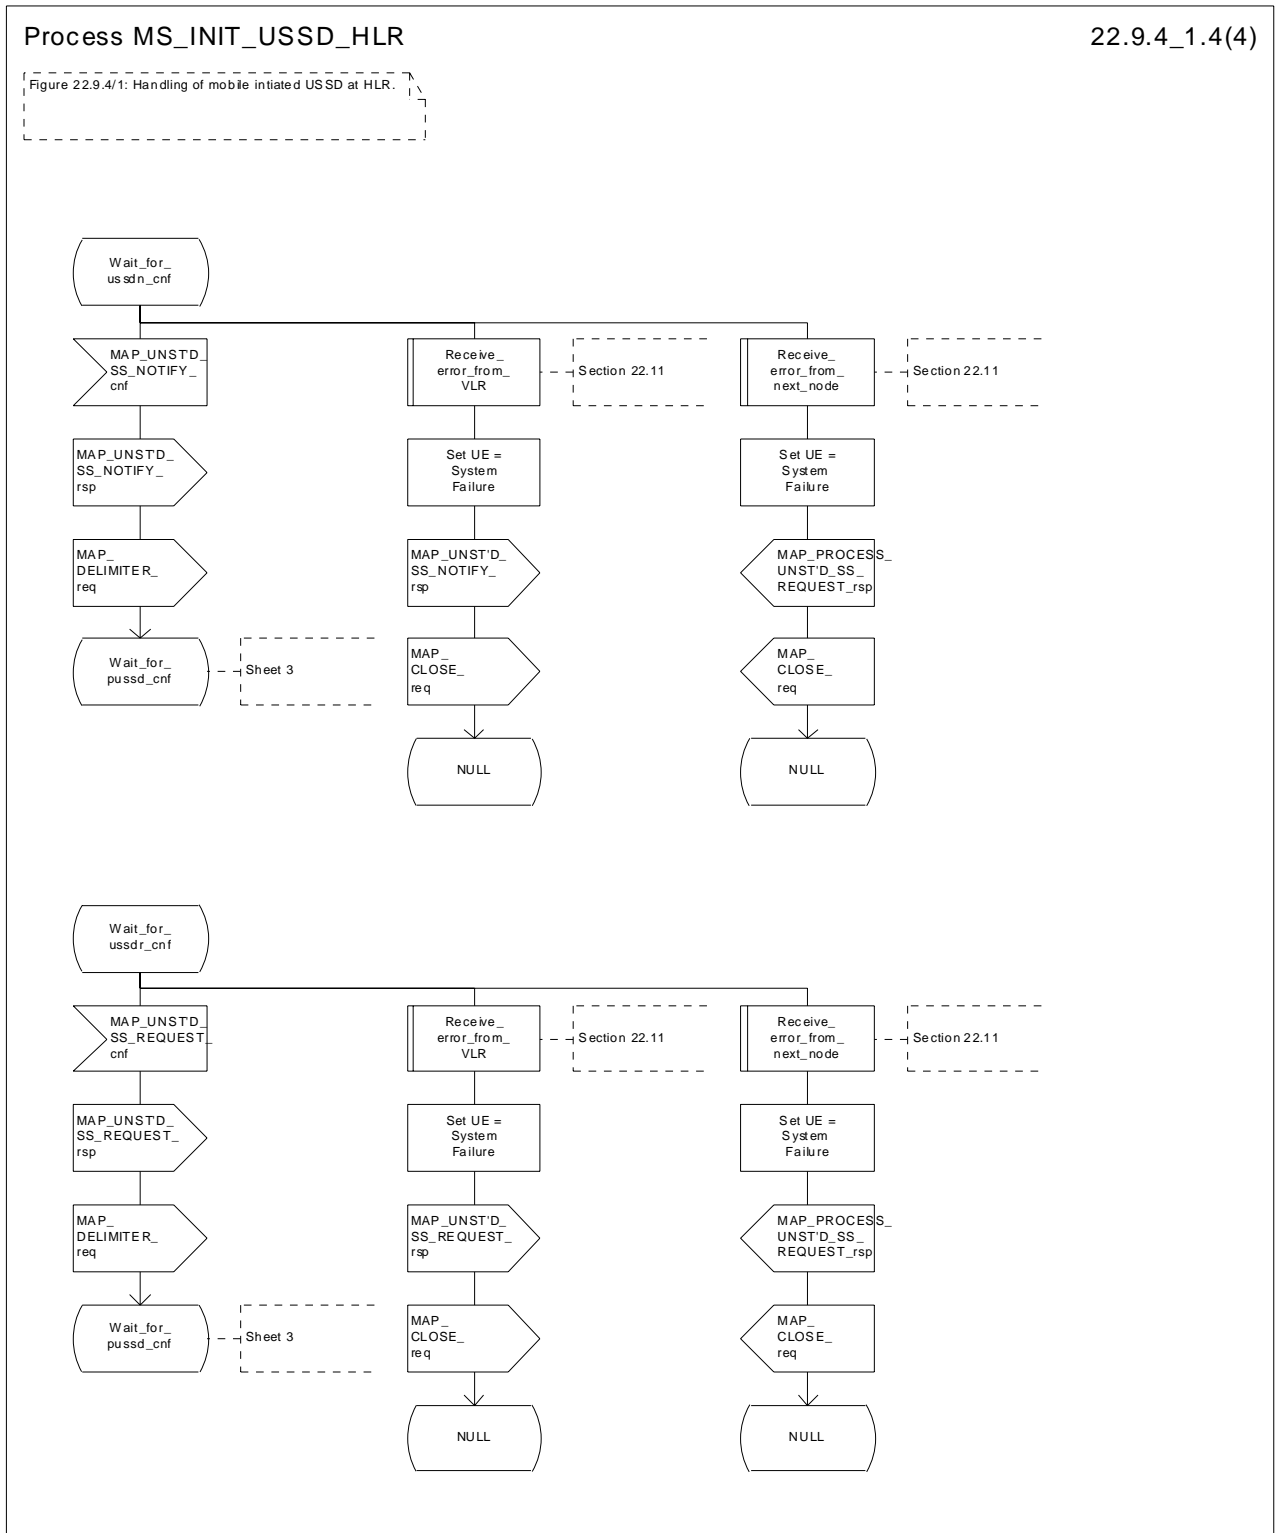 Process MS_INIT_USSD_HLR
22.9.4_1.4(4)
Figure 22.9.4/1: Handling of mobile intiated USSD at HLR.
Wait_for_
ussdn_cnf
MAP_UNST'D_
SS_NOTIFY_
cnf
Receive_
error_from_
VLR
Section 22.11
Receive_
error_from_
next_node
Section 22.11
MAP_UNST'D_
SS_NOTIFY_
rsp
Set UE =
System
Failure
Set UE =
System
Failure
MAP_
DELIMITER_
req
MAP_UNST'D_
SS_NOTIFY_
rsp
MAP_PROCESS_
UNST'D_SS_
REQUEST_rsp
Wait_for_
pussd_cnf
Sheet 3
MAP_
CLOSE_
req
MAP_
CLOSE_
req
NULL
NULL
Wait_for_
ussdr_cnf
MAP_UNST'D_
SS_REQUEST_
cnf
Receive_
error_from_
VLR
Section 22.11
Receive_
error_from_
next_node
Section 22.11
MAP_UNST'D_
SS_REQUEST_
rsp
Set UE =
System
Failure
Set UE =
System
Failure
MAP_
DELIMITER_
req
MAP_UNST'D_
SS_REQUEST_
rsp
MAP_PROCESS_
UNST'D_SS_
REQUEST_rsp
Wait_for_
pussd_cnf
Sheet 3
MAP_
CLOSE_
req
MAP_
CLOSE_
req
NULL
NULL